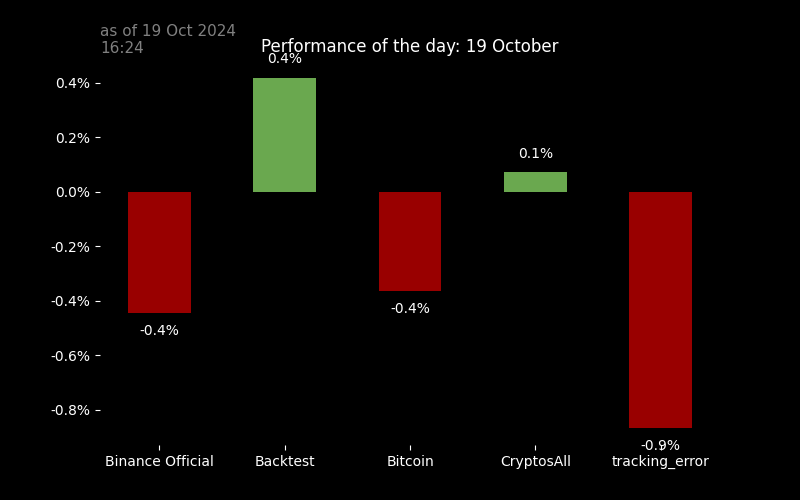 as of 19 Oct 2024
16:24
Performance of the day: 19 October
0.4%
0.4%
0.2%
0.1%
0.0%
-0.2%
-0.4%
-0.4%
-0.4%
-0.6%
-0.8%
-0.9%
Binance Official
Backtest
Bitcoin
CryptosAll
tracking_error